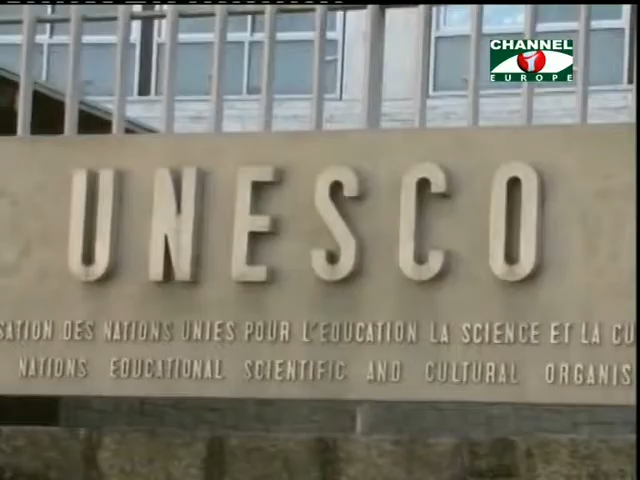 CHANNEL
i
EUROPE
UNESCO
SATION DES NATIONS UNIES POUR L'EDUCATION LA SCIENCE ET LA CU
NATIONS EDUCATIONAL SCIENTIFIC AND CULTURAL ORGANIS